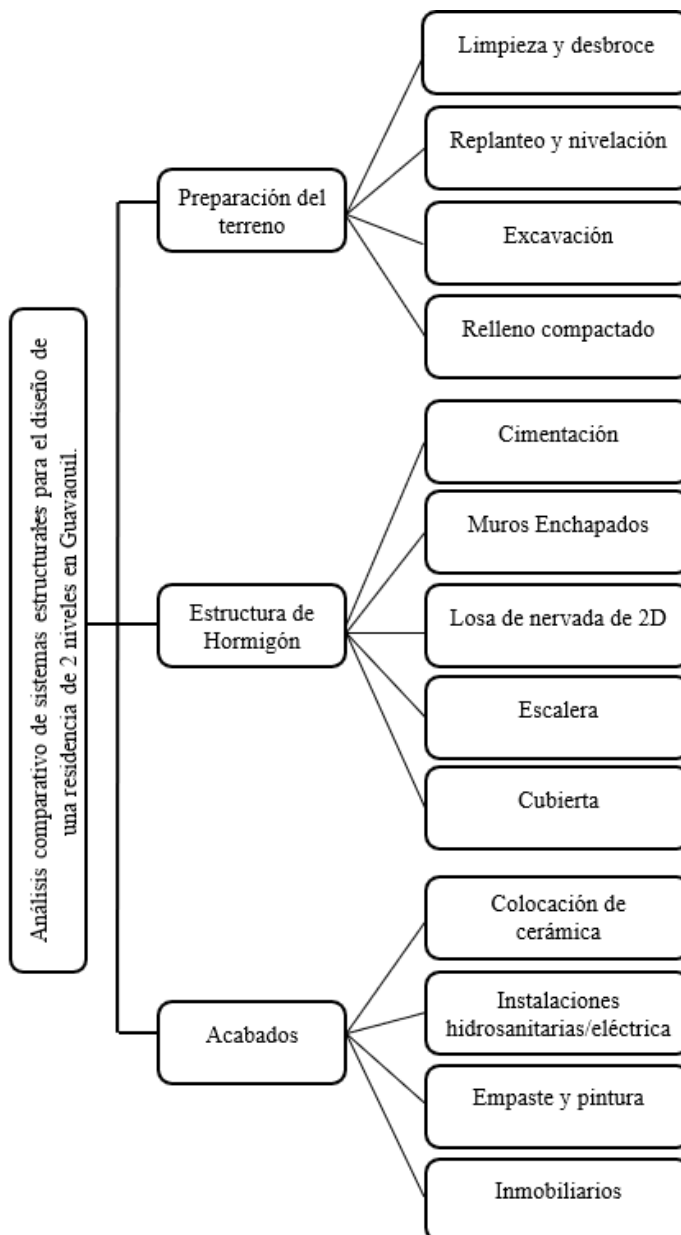 Análisis comparativo de sistemas estructurales para el diseño de
una residencia de 2 niveles en Guayaquil.
Preparación del
terreno
Limpieza y desbroce
Replanteo y nivelación
Excavación
Relleno compactado
Estructura de
Hormigón
Cimentación
Muros Enchapados
Losa de nervada de 2D
Escalera
Cubierta
Acabados
Colocación de
cerámica
Instalaciones
hidrosanitarias/eléctrica
Empaste y pintura
Inmobiliarios